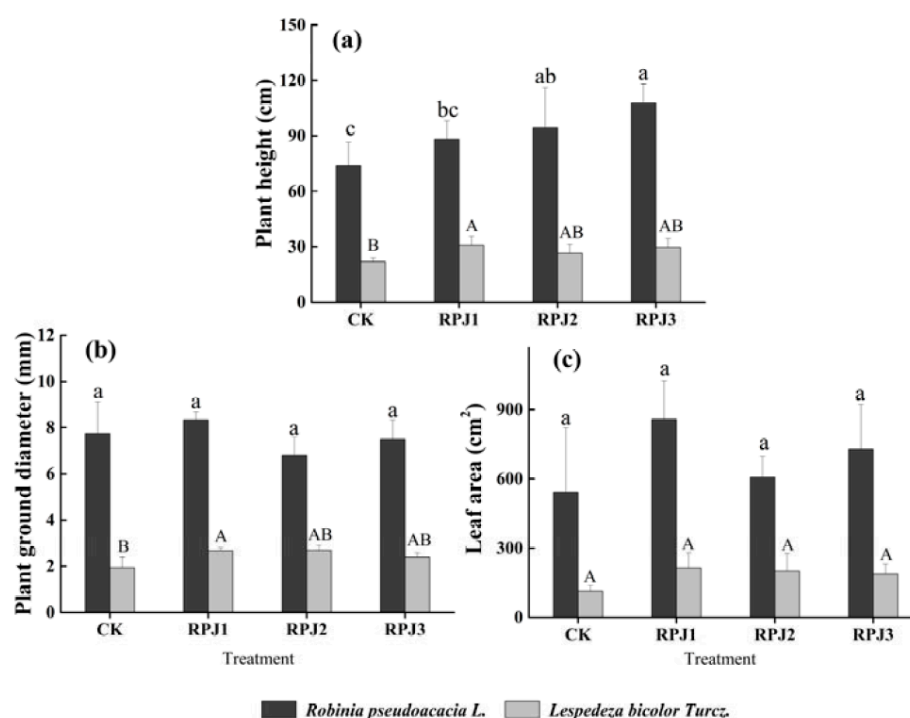 (a)
Plant height (cm)
150
120
90
60
30
0
c
bc
ab
a
B
A
AB
AB
CK
RPJ1
RPJ2
RPJ3
(b)
Plant ground diameter (mm)
12
10
8
6
4
2
0
a
a
a
a
B
A
AB
AB
CK
RPJ1
RPJ2
RPJ3
Treatment
(c)
Leaf area (cm²)
900
600
300
0
a
a
a
a
A
A
A
A
CK
RPJ1
RPJ2
RPJ3
Treatment
Robinia pseudoacacia L.
Lespedeza bicolor Turcz.